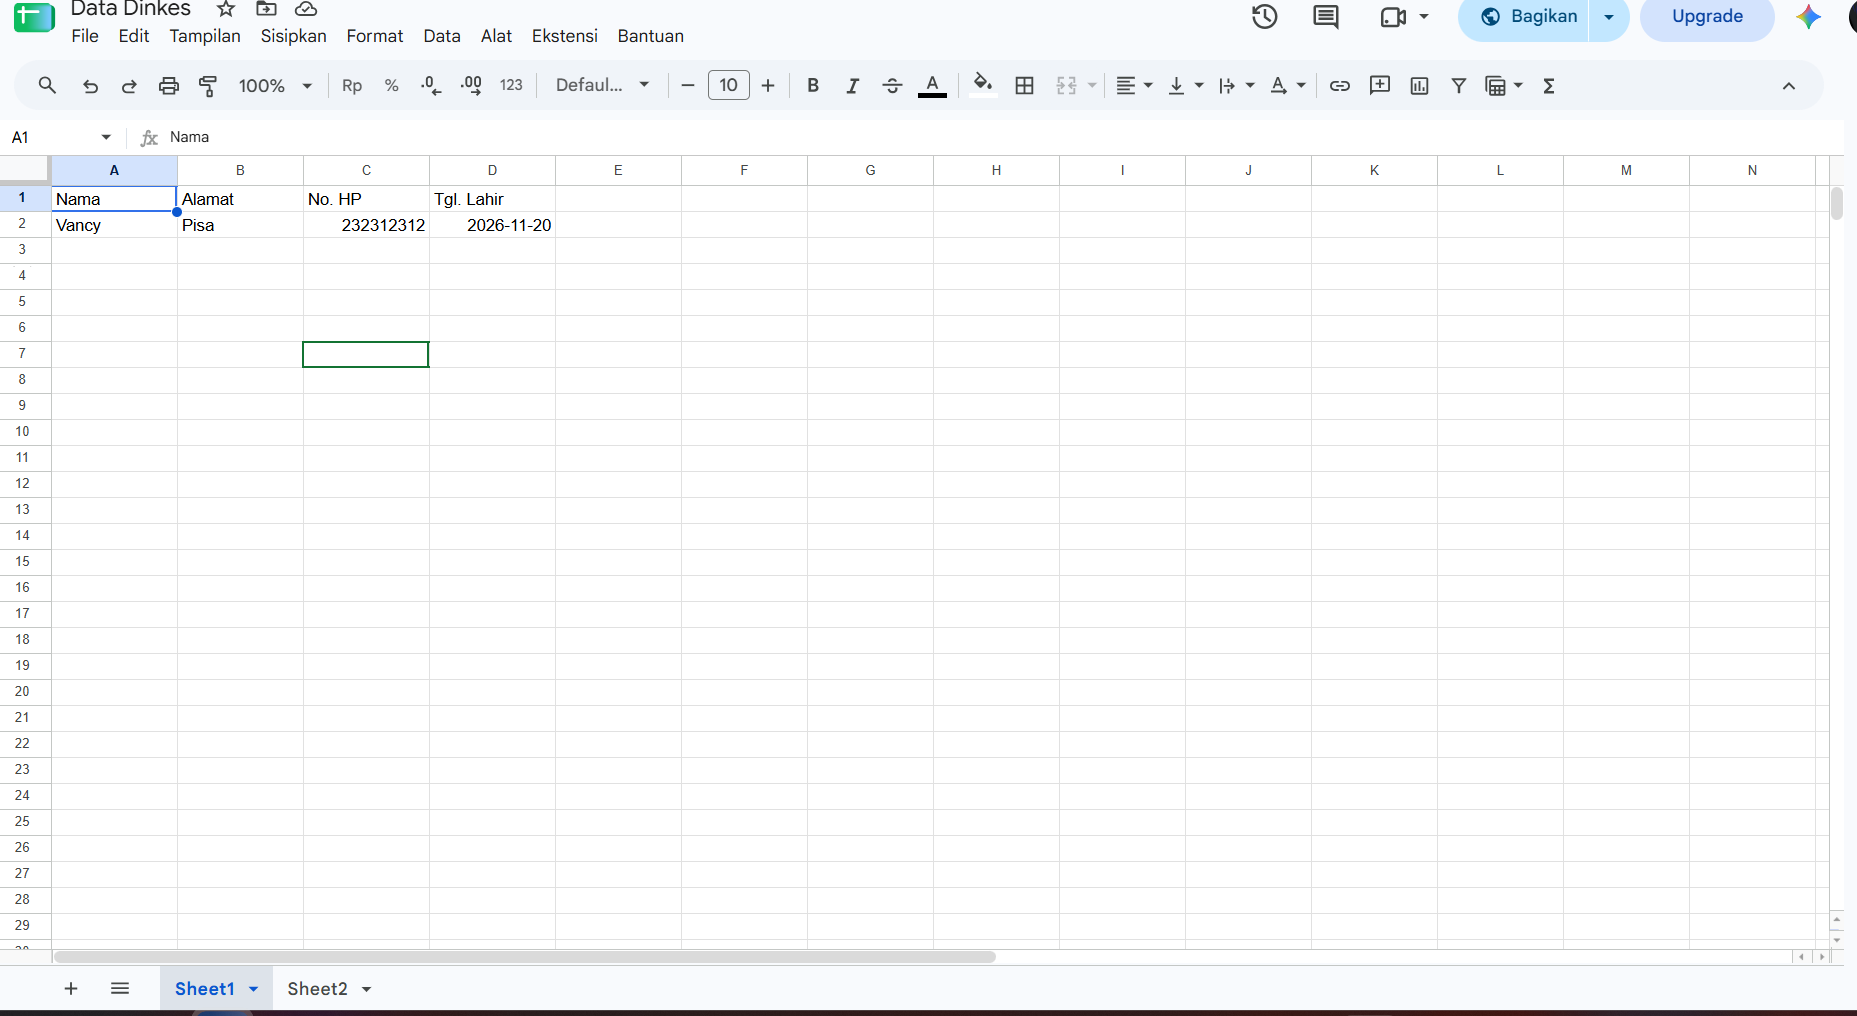 Data Dinkes
File Edit Tampilan Sisipkan Format Data Alat Ekstensi Bantuan
Bagikan
Upgrade
100% Rp % .0 .00 123 Defaul... 10 B I A A Σ
A1 fx Nama
A B C D E F G H I J K L M N
1 Nama Alamat No. HP Tgl. Lahir
2 Vancy Pisa 232312312 2026-11-20
3
4
5
6
7
8
9
10
11
12
13
14
15
16
17
18
19
20
21
22
23
24
25
26
27
28
29
Sheet1 Sheet2